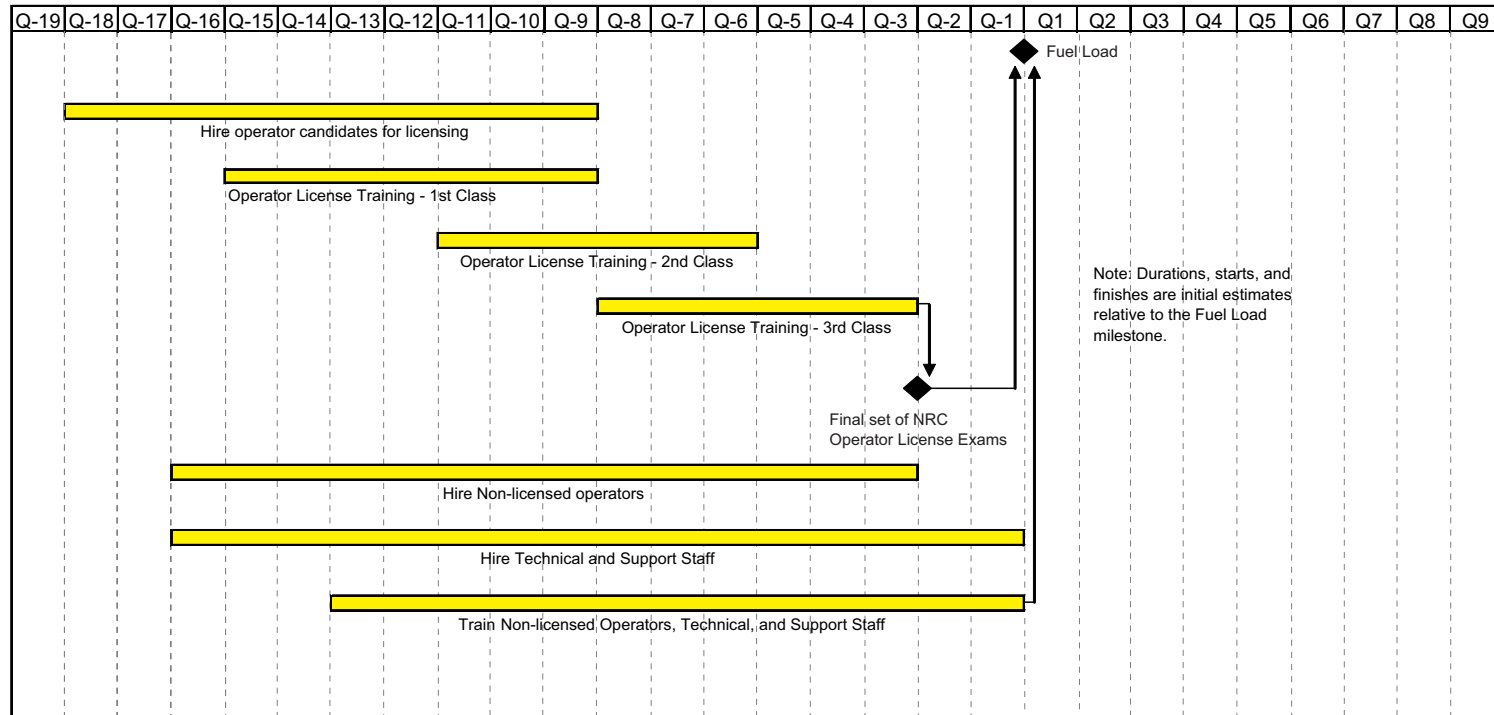 Q-19 Q-18 Q-17 Q-16 Q-15 Q-14 Q-13 Q-12 Q-11 Q-10 Q-9 Q-8 Q-7 Q-6 Q-5 Q-4 Q-3 Q-2 Q-1 Q1 Q2 Q3 Q4 Q5 Q6 Q7 Q8 Q9
Fuel Load
Hire operator candidates for licensing
Operator License Training - 1st Class
Operator License Training - 2nd Class
Note: Durations, starts, and
finishes are initial estimates
relative to the Fuel Load
milestone.
Operator License Training - 3rd Class
Final set of NRC
Operator License Exams
Hire Non-licensed operators
Hire Technical and Support Staff
Train Non-licensed Operators, Technical, and Support Staff